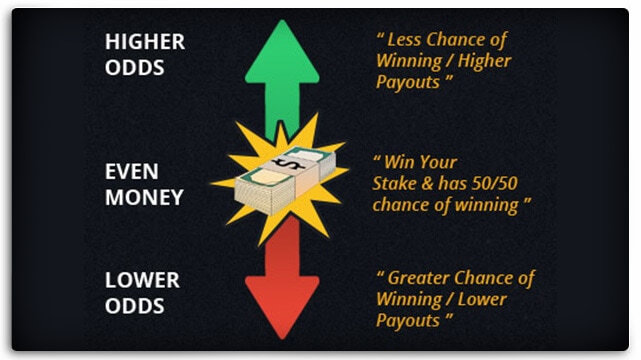 HIGHER
ODDS
“ Less Chance of
Winning / Higher
Payouts ”
EVEN
MONEY
$
“ Win Your
Stake & has 50/50
chance of winning ”
LOWER
ODDS
“ Greater Chance of
Winning / Lower
Payouts ”